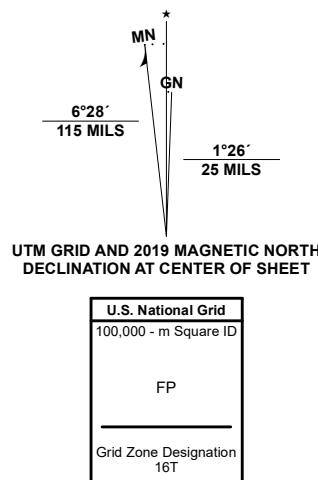 ★
MN
GN
6°28´
115 MILS
1°26´
25 MILS
UTM GRID AND 2019 MAGNETIC NORTH
DECLINATION AT CENTER OF SHEET
U.S. National Grid
100,000 - m Square ID
FP
Grid Zone Designation
16T